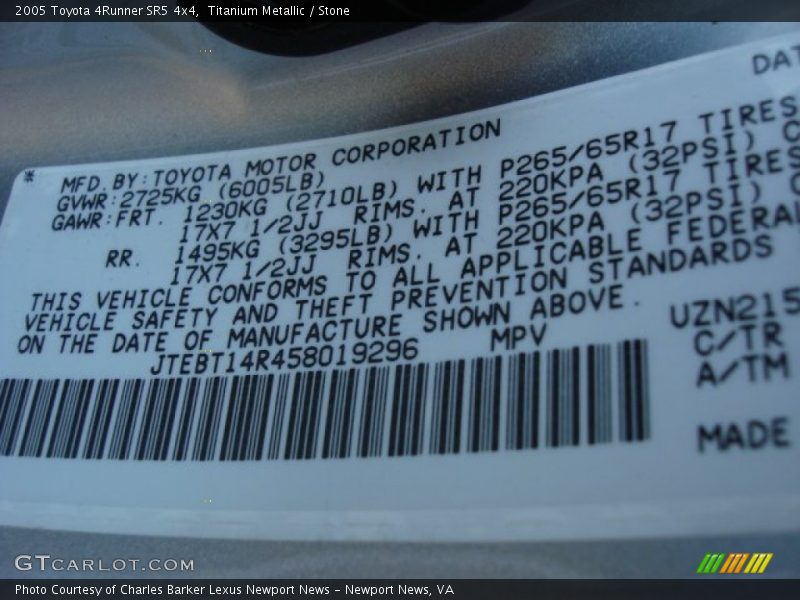 2005 Toyota 4Runner SR5 4x4, Titanium Metallic / Stone
DAT
* MFD.BY:TOYOTA MOTOR CORPORATION
GVWR:2725KG (6005LB)
GAWR:FRT. 1230KG (2710LB) WITH P265/65R17 TIRES
17X7 1/2JJ RIMS. AT 220KPA (32PSI) C
RR. 1495KG (3295LB) WITH P265/65R17 TIRES
17X7 1/2JJ RIMS. AT 220KPA (32PSI) C
THIS VEHICLE CONFORMS TO ALL APPLICABLE FEDERAL
VEHICLE SAFETY AND THEFT PREVENTION STANDARDS
ON THE DATE OF MANUFACTURE SHOWN ABOVE.
JTEBT14R458019296 MPV
UZN215
C/TR
A/TM
MADE
GTCARLOT.COM
Photo Courtesy of Charles Barker Lexus Newport News – Newport News, VA